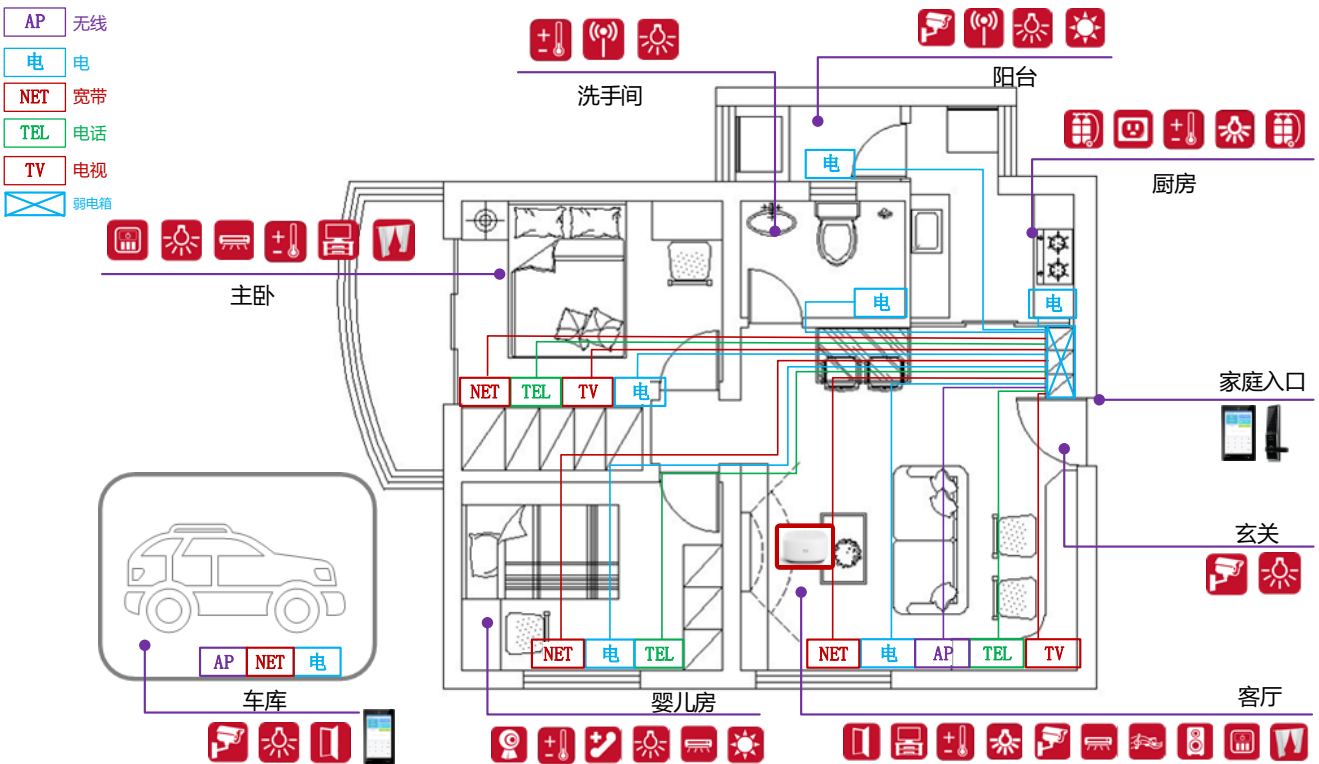 AP 无线
电 电
NET 宽带
TEL 电话
TV 电视
弱电箱
洗手间
阳台
厨房
主卧
电
电
电
NET TEL TV 电
家庭入口
玄关
AP NET 电
NET 电 TEL
NET 电 AP TEL TV
车库
婴儿房
客厅